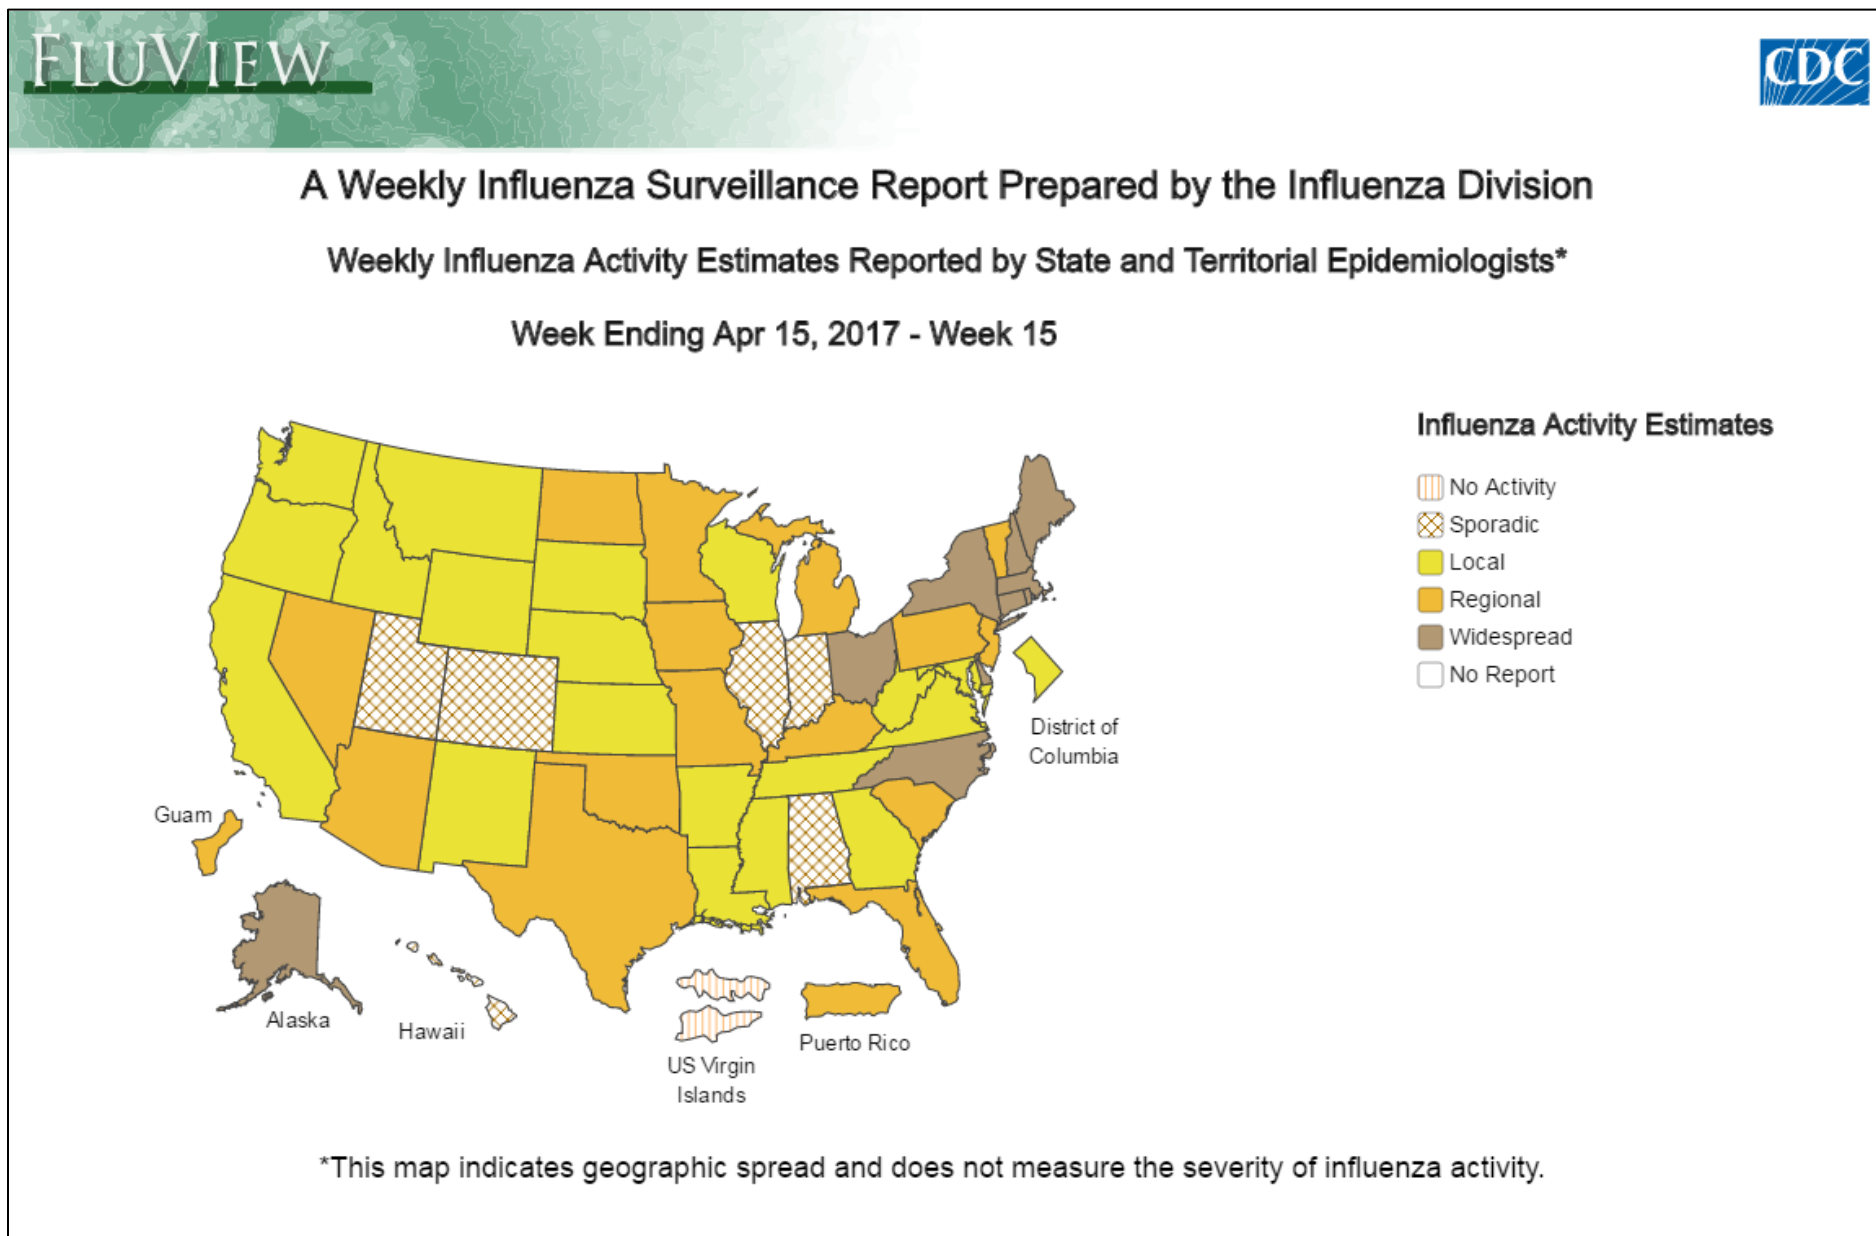 FLUVIEW
CDC
A Weekly Influenza Surveillance Report Prepared by the Influenza Division
Weekly Influenza Activity Estimates Reported by State and Territorial Epidemiologists*
Week Ending Apr 15, 2017 - Week 15
Influenza Activity Estimates
No Activity
Sporadic
Local
Regional
Widespread
No Report
District of
Columbia
Guam
Alaska
Hawaii
US Virgin
Islands
Puerto Rico
*This map indicates geographic spread and does not measure the severity of influenza activity.